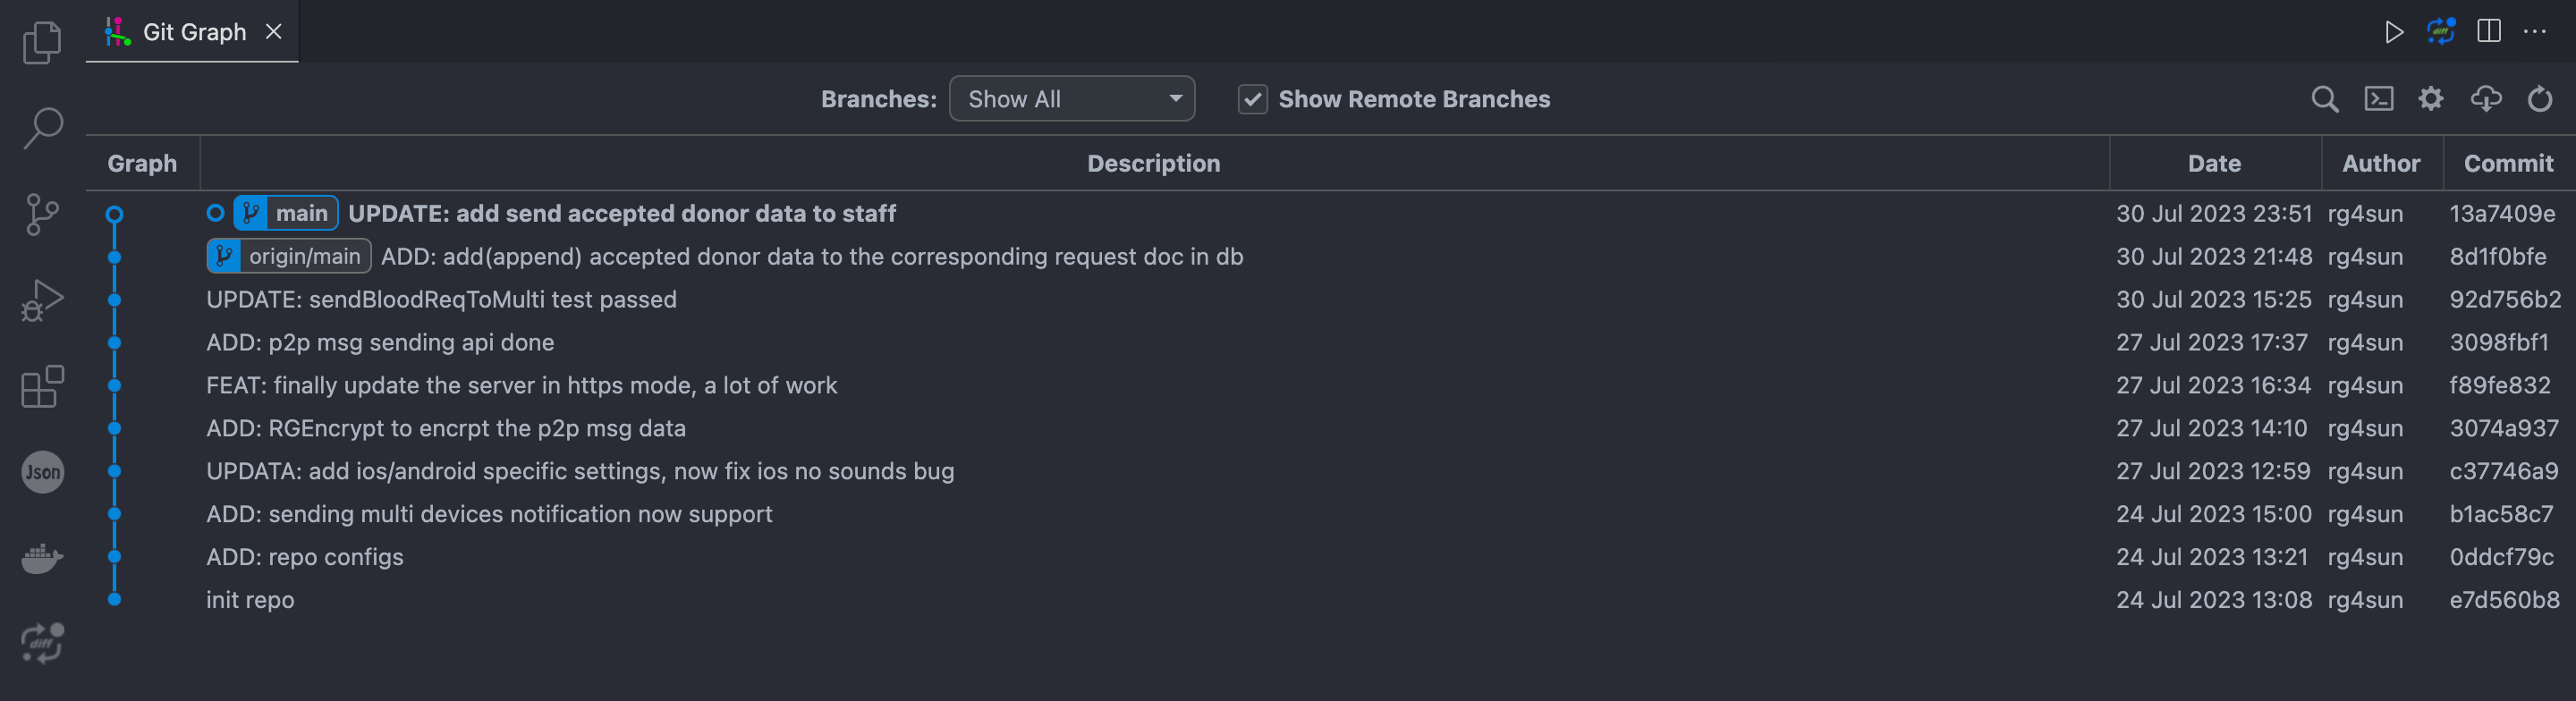 Git Graph
Branches: Show All Show Remote Branches
Graph Description Date Author Commit
main UPDATE: add send accepted donor data to staff 30 Jul 2023 23:51 rg4sun 13a7409e
origin/main ADD: add(append) accepted donor data to the corresponding request doc in db 30 Jul 2023 21:48 rg4sun 8d1f0bfe
UPDATE: sendBloodReqToMulti test passed 30 Jul 2023 15:25 rg4sun 92d756b2
ADD: p2p msg sending api done 27 Jul 2023 17:37 rg4sun 3098fbf1
FEAT: finally update the server in https mode, a lot of work 27 Jul 2023 16:34 rg4sun f89fe832
ADD: RGEncrypt to encrpt the p2p msg data 27 Jul 2023 14:10 rg4sun 3074a937
UPDATA: add ios/android specific settings, now fix ios no sounds bug 27 Jul 2023 12:59 rg4sun c37746a9
Json
ADD: sending multi devices notification now support 24 Jul 2023 15:00 rg4sun b1ac58c7
ADD: repo configs 24 Jul 2023 13:21 rg4sun 0ddcf79c
init repo 24 Jul 2023 13:08 rg4sun e7d560b8
diff